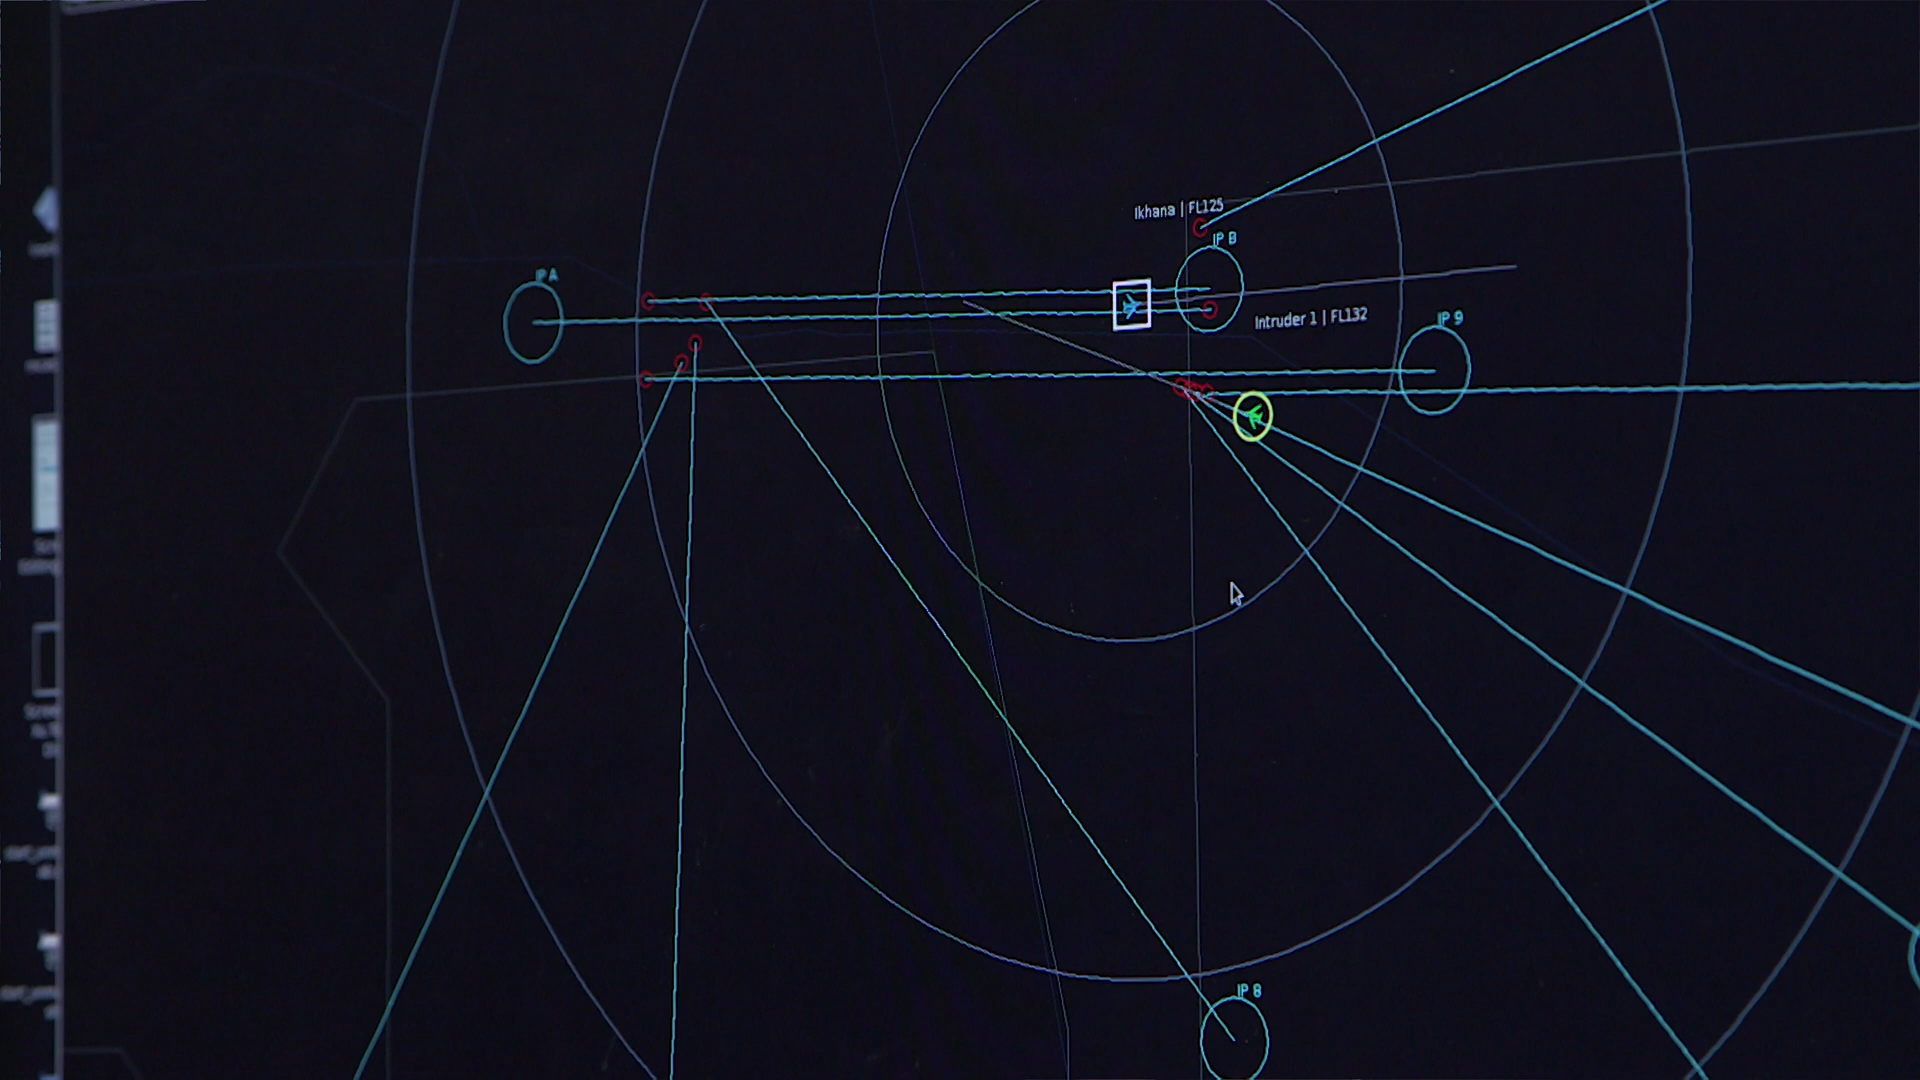 Ikhana | FL125
IP B
IP A
Intruder 1 | FL132
IP 9
IP 8